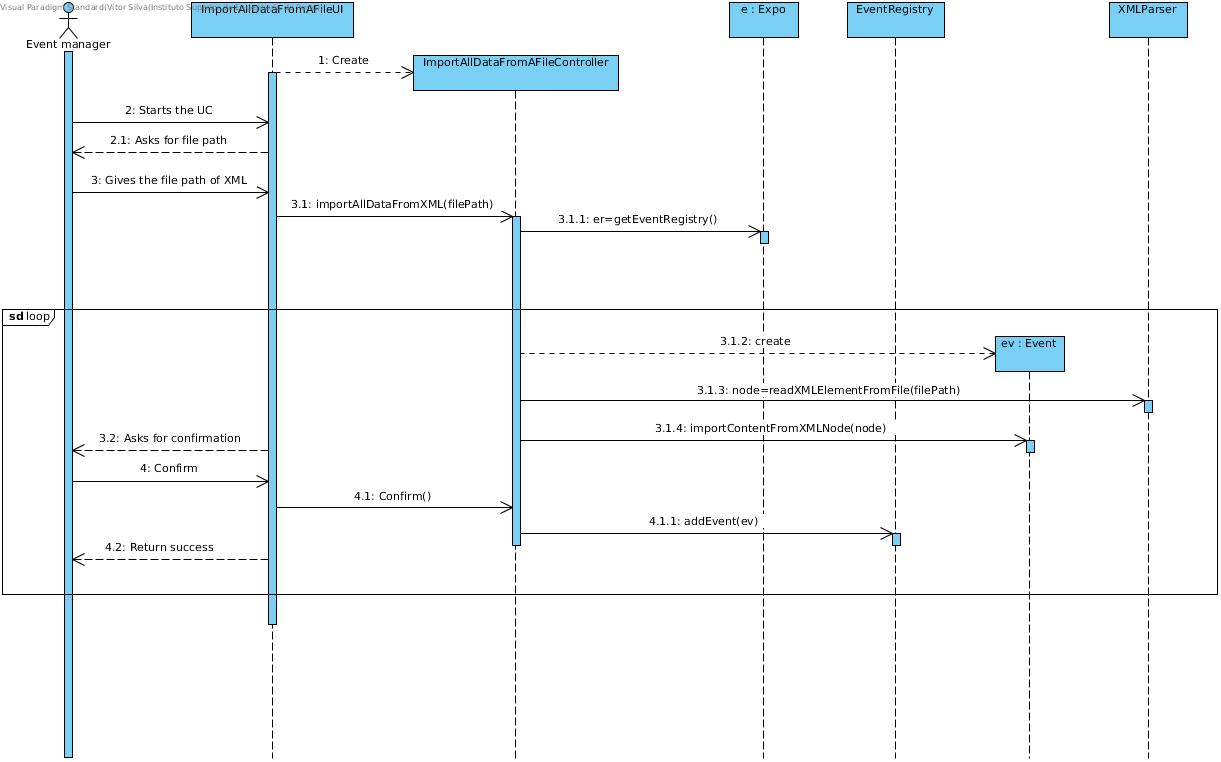 Visual Paradigm Standard(Vítor Silva(Instituto
ImportAllDataFromAFileUI
e : Expo
EventRegistry
XMLParser
Event manager
1: Create
ImportAllDataFromAFileController
2: Starts the UC
2.1: Asks for file path
3: Gives the file path of XML
3.1: importAllDataFromXML(filePath)
3.1.1: er=getEventRegistry()
sd loop
3.1.2: create
ev : Event
3.1.3: node=readXMLElementFromFile(filePath)
3.1.4: importContentFromXMLNode(node)
3.2: Asks for confirmation
4: Confirm
4.1: Confirm()
4.1.1: addEvent(ev)
4.2: Return success